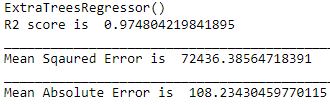 ExtraTreesRegressor()
R2 score is  0.974804219841895
Mean Sqaured Error is  72436.38564718391
Mean Absolute Error is  108.23430459770115